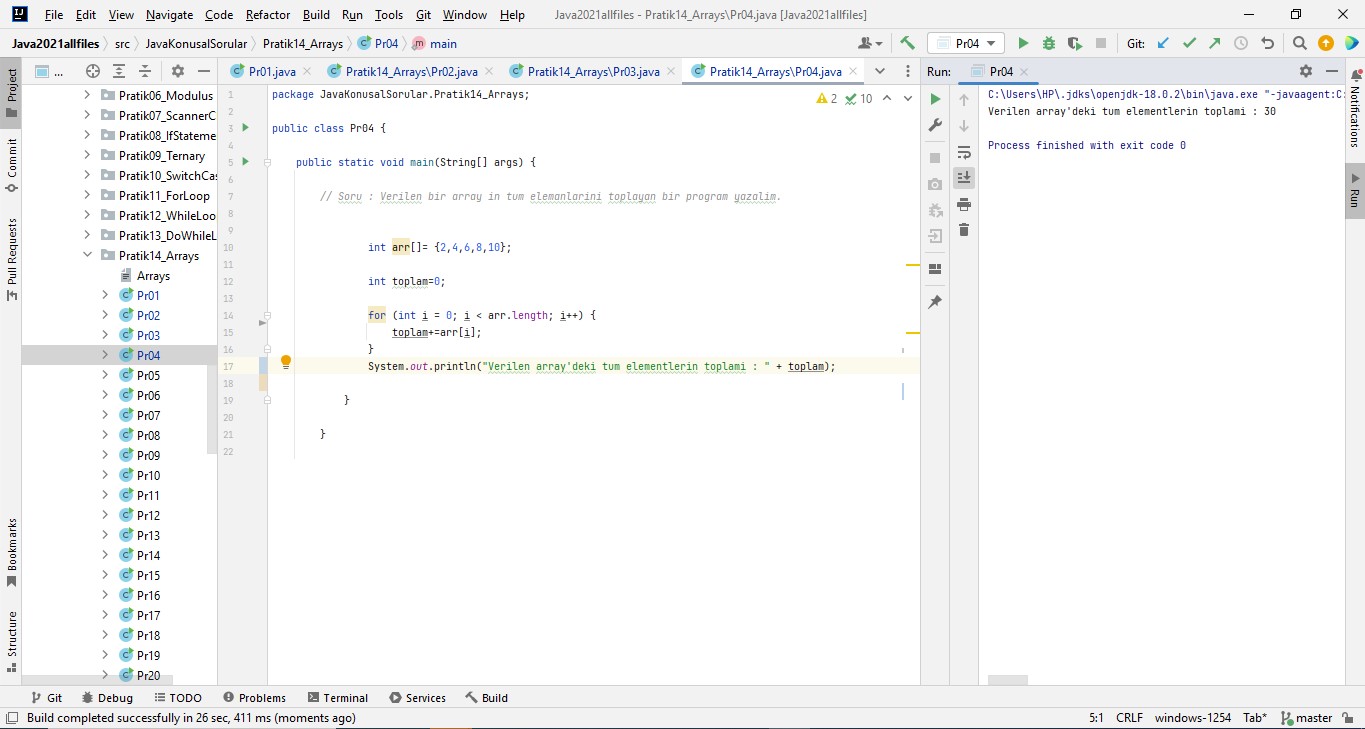 File Edit View Navigate Code Refactor Build Run Tools Git Window Help Java2021allfiles - Pratik14_Arrays\Pr04.java [Java2021allfiles]
Java2021allfiles src JavaKonusalSorular Pratik14_Arrays Pr04 main Pr04 Git:
Project
Commit
Pull Requests
Bookmarks
Structure
...
Pratik06_Modulus
Pratik07_ScannerC
Pratik08_IfStateme
Pratik09_Ternary
Pratik10_SwitchCas
Pratik11_ForLoop
Pratik12_WhileLoo
Pratik13_DoWhileL
Pratik14_Arrays
Arrays
Pr01
Pr02
Pr03
Pr04
Pr05
Pr06
Pr07
Pr08
Pr09
Pr10
Pr11
Pr12
Pr13
Pr14
Pr15
Pr16
Pr17
Pr18
Pr19
Pr20
Pr01.java Pratik14_Arrays\Pr02.java Pratik14_Arrays\Pr03.java Pratik14_Arrays\Pr04.java
2 10
1 package JavaKonusalSorular.Pratik14_Arrays;
2
3 public class Pr04 {
4
5 public static void main(String[] args) {
6
7 // Soru : Verilen bir array in tum elemanlarini toplayan bir program yazalim.
8
9
10 int arr[]= {2,4,6,8,10};
11
12 int toplam=0;
13
14 for (int i = 0; i < arr.length; i++) {
15 toplam+=arr[i];
16 }
17 System.out.println("Verilen array'deki tum elementlerin toplami : " + toplam);
18
19 }
20
21 }
22
Run: Pr04
C:\Users\HP\.jdks\openjdk-18.0.2\bin\java.exe "-javaagent:C:
Verilen array'deki tum elementlerin toplami : 30
Process finished with exit code 0
Notifications
Run
Git Debug TODO Problems Terminal Services Build
Build completed successfully in 26 sec, 411 ms (moments ago) 5:1 CRLF windows-1254 Tab* master